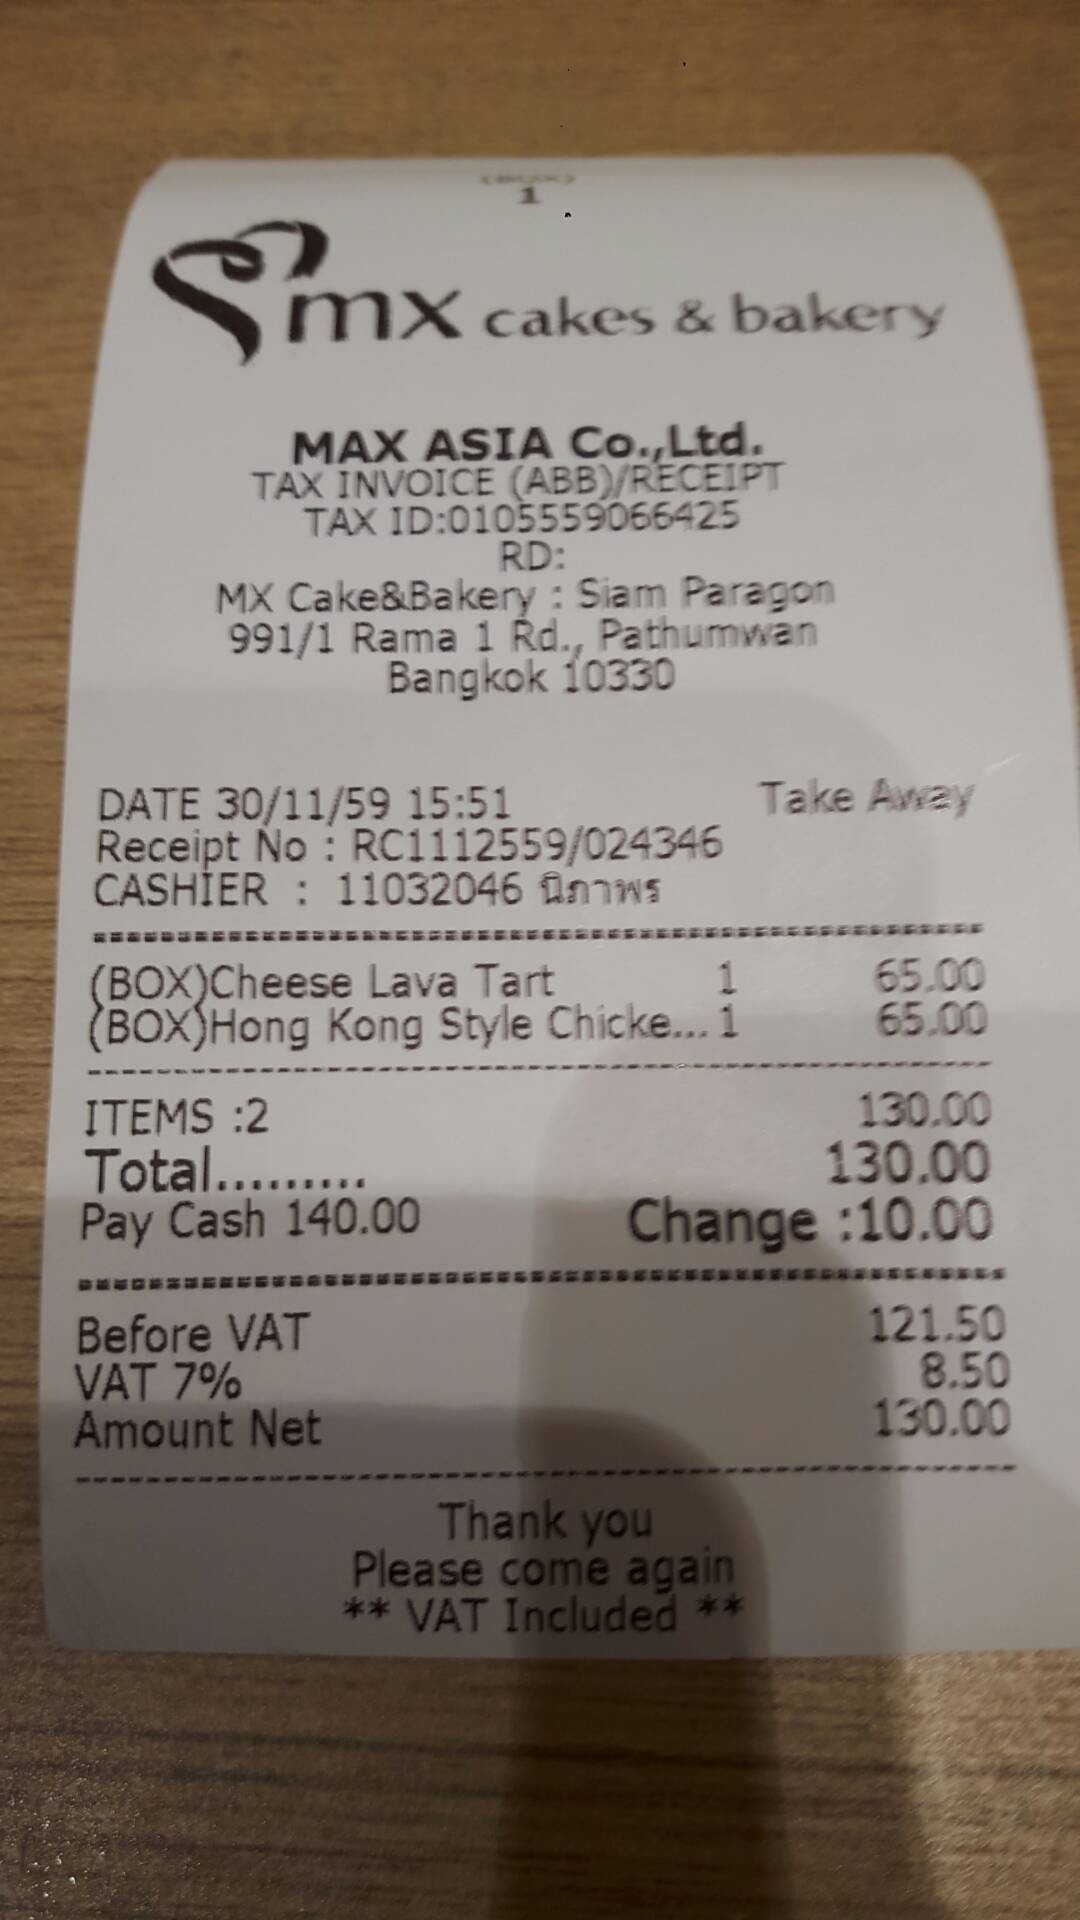 (BOX)
1
mx cakes & bakery
MAX ASIA Co.,Ltd.
TAX INVOICE (ABB)/RECEIPT
TAX ID:0105559066425
RD:
MX Cake&Bakery : Siam Paragon
991/1 Rama 1 Rd., Pathumwan
Bangkok 10330
DATE 30/11/59 15:51 Take Away
Receipt No : RC1112559/024346
CASHIER : 11032046 นิภาพร
(BOX)Cheese Lava Tart 1 65.00
(BOX)Hong Kong Style Chicke... 1 65.00
ITEMS :2 130.00
Total......... 130.00
Pay Cash 140.00 Change :10.00
Before VAT 121.50
VAT 7% 8.50
Amount Net 130.00
Thank you
Please come again
** VAT Included **